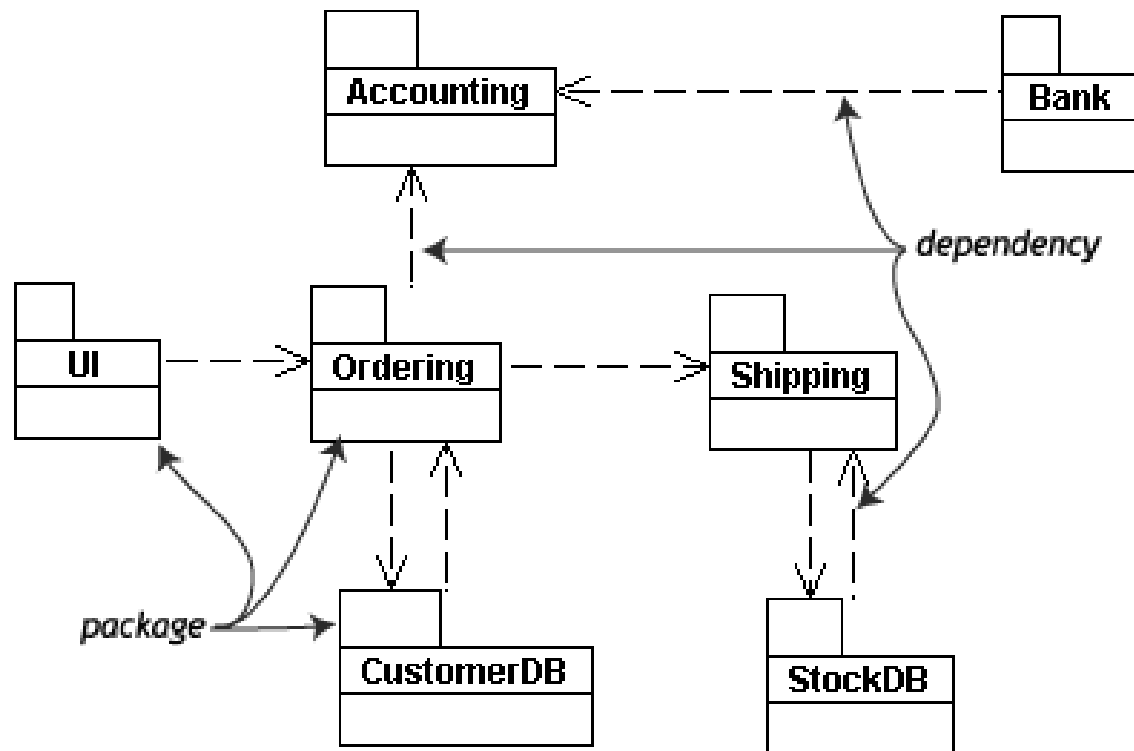 Accounting
Bank
dependency
UI
Ordering
Shipping
package
CustomerDB
StockDB